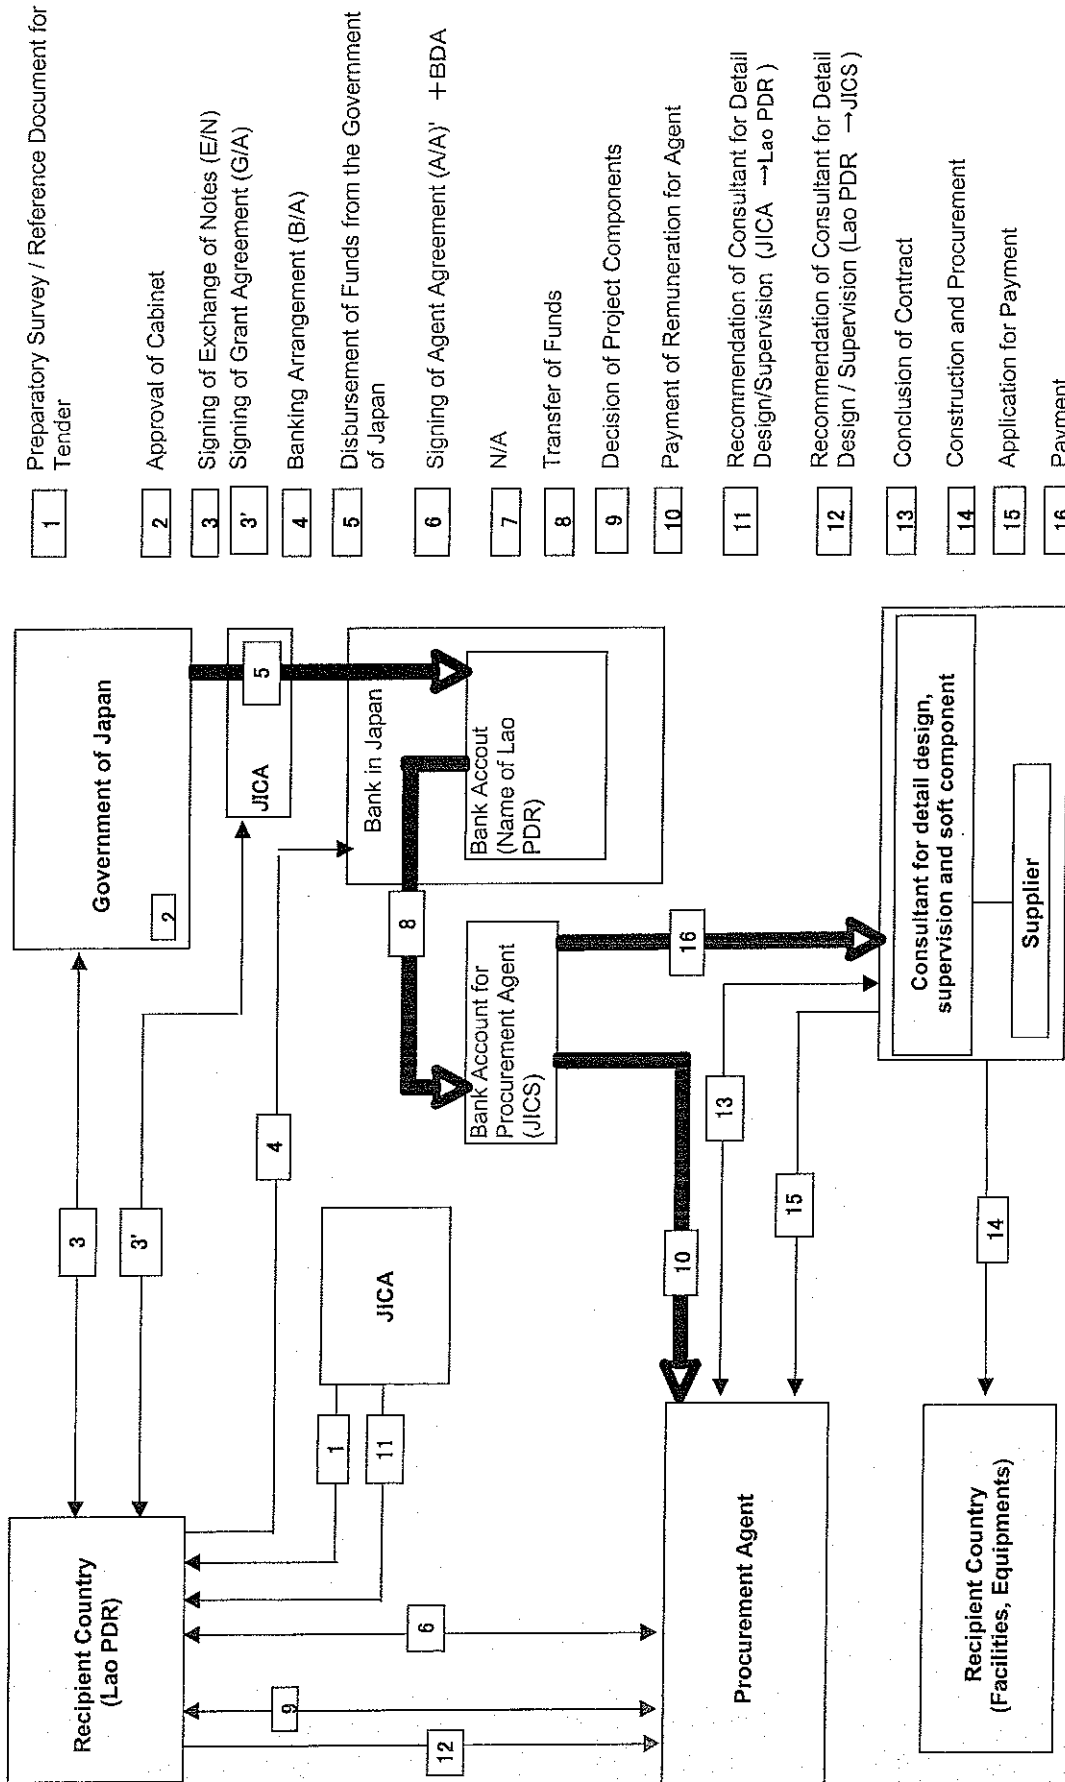 Recipient Country
(Lao PDR)
3
3'
4
Government of Japan
2
JICA
5
Bank in Japan
Bank Accout
(Name of Lao
PDR)
1
11
JICA
8
Bank Account for
Procurement Agent
(JICS)
6
9
12
10
16
13
15
Procurement Agent
Consultant for detail design,
supervision and soft component
Supplier
14
Recipient Country
(Facilities, Equipments)
1 Preparatory Survey / Reference Document for
Tender
2 Approval of Cabinet
3 Signing of Exchange of Notes (E/N)
3' Signing of Grant Agreement (G/A)
4 Banking Arrangement (B/A)
5 Disbursement of Funds from the Government
of Japan
6 Signing of Agent Agreement (A/A)' +BDA
7 N/A
8 Transfer of Funds
9 Decision of Project Components
10 Payment of Remuneration for Agent
11 Recommendation of Consultant for Detail
Design/Supervision (JICA →Lao PDR )
12 Recommendation of Consultant for Detail
Design / Supervision (Lao PDR →JICS )
13 Conclusion of Contract
14 Construction and Procurement
15 Application for Payment
16 Payment